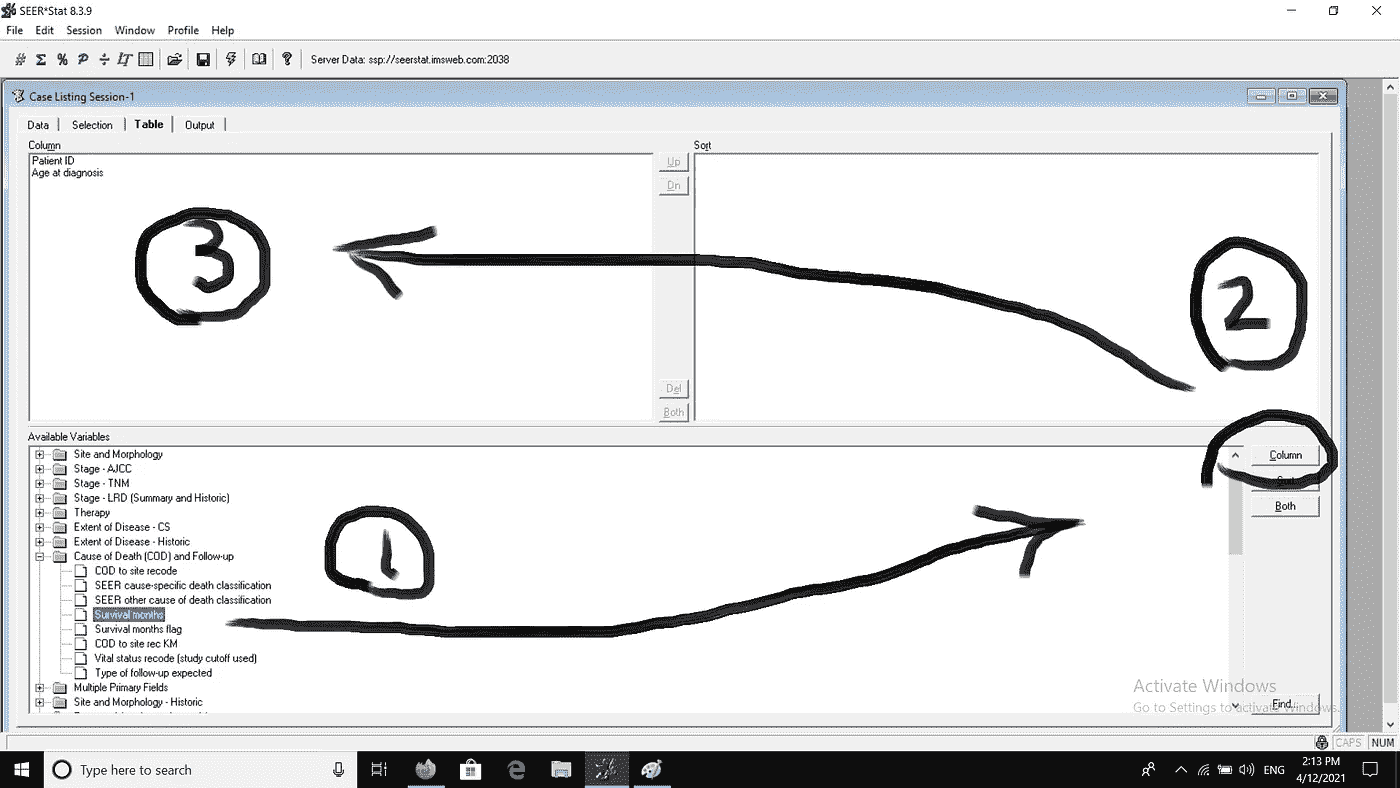 SEER*Stat 8.3.9
File Edit Session Window Profile Help
# Σ % P ÷ LT Server Data: ssp://seerstat.imsweb.com:2038
Case Listing Session-1
Data Selection Table Output
Column Sort
Patient ID
Age at diagnosis
Up
Dn
3
2
Del
Both
Available Variables
Site and Morphology
Column
Stage - AJCC
Stage - TNM
Stage - LRD (Summary and Historic)
Both
Therapy
Extent of Disease - CS
Extent of Disease - Historic
1
Cause of Death (COD) and Follow-up
COD to site recode
SEER cause-specific death classification
SEER other cause of death classification
Survival months
Survival months flag
COD to site rec KM
Vital status recode (study cutoff used)
Type of follow-up expected
Multiple Primary Fields
Site and Morphology - Historic
Activate Windows
Go to Settings to activate Windows.
Find...
CAPS NUM
Type here to search
ENG
2:13 PM
4/12/2021